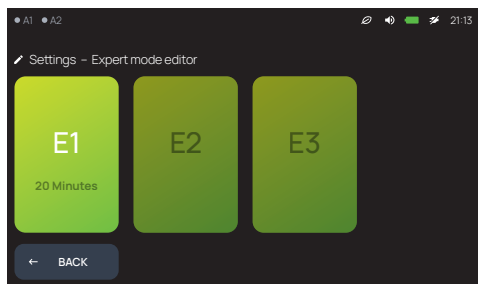 A1 A2 21:13
Settings – Expert mode editor
E1 E2 E3
20 Minutes
← BACK